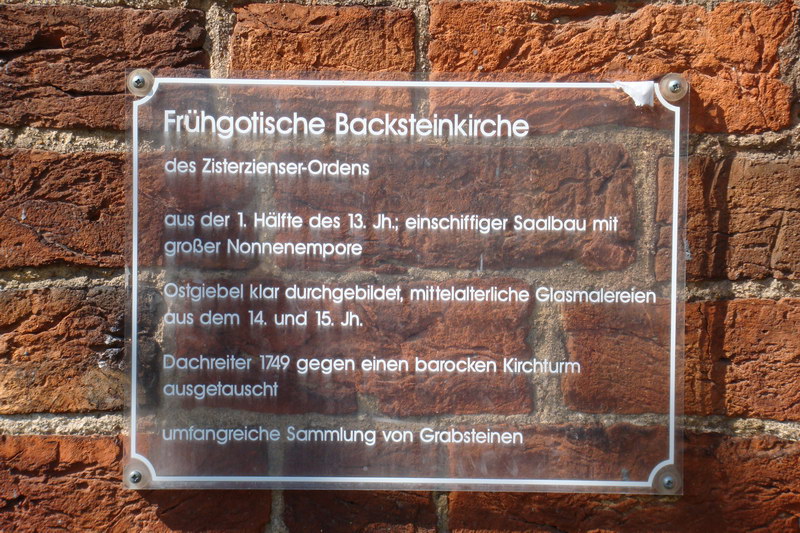 Frühgotische Backsteinkirche
des Zisterzienser-Ordens
aus der 1. Hälfte des 13. Jh.; einschiffiger Saalbau mit
großer Nonnenempore
Ostgiebel klar durchgebildet, mittelalterliche Glasmalereien
aus dem 14. und 15. Jh.
Dachreiter 1749 gegen einen barocken Kirchturm
ausgetauscht
umfangreiche Sammlung von Grabsteinen